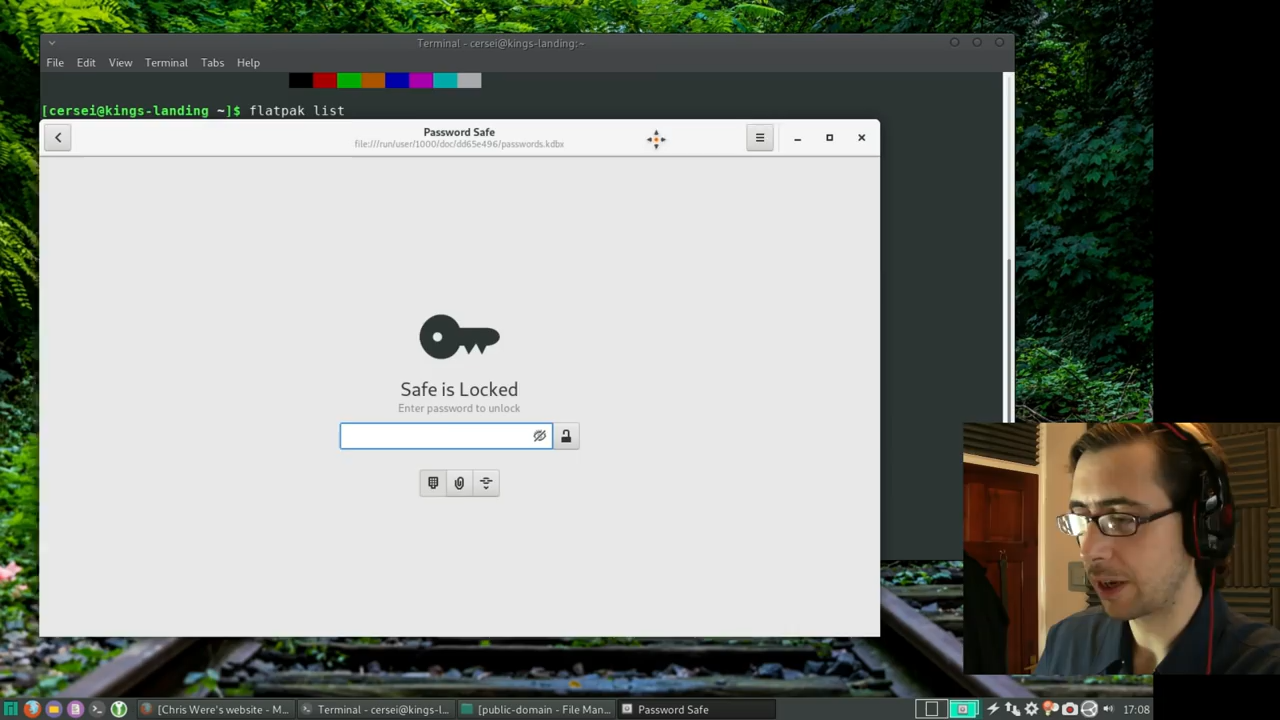 Terminal - cersei@kings-landing:~
File Edit View Terminal Tabs Help
[cersei@kings-landing ~]$ flatpak list
Password Safe
file:///run/user/1000/doc/dd65e496/passwords.kdbx
Safe is Locked
Enter password to unlock
[Chris Were's website - M... Terminal - cersei@kings-l... [public-domain - File Man... Password Safe 17:08